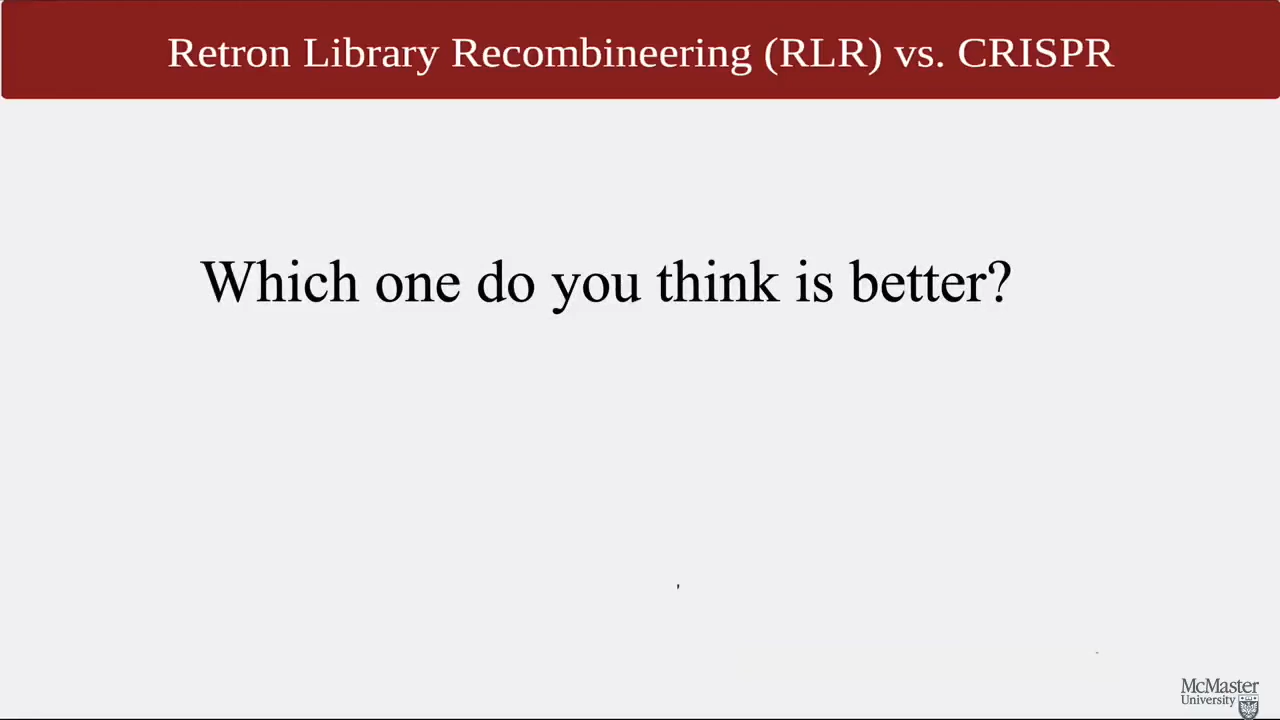 Retron Library Recombineering (RLR) vs. CRISPR
Which one do you think is better?
McMaster
University